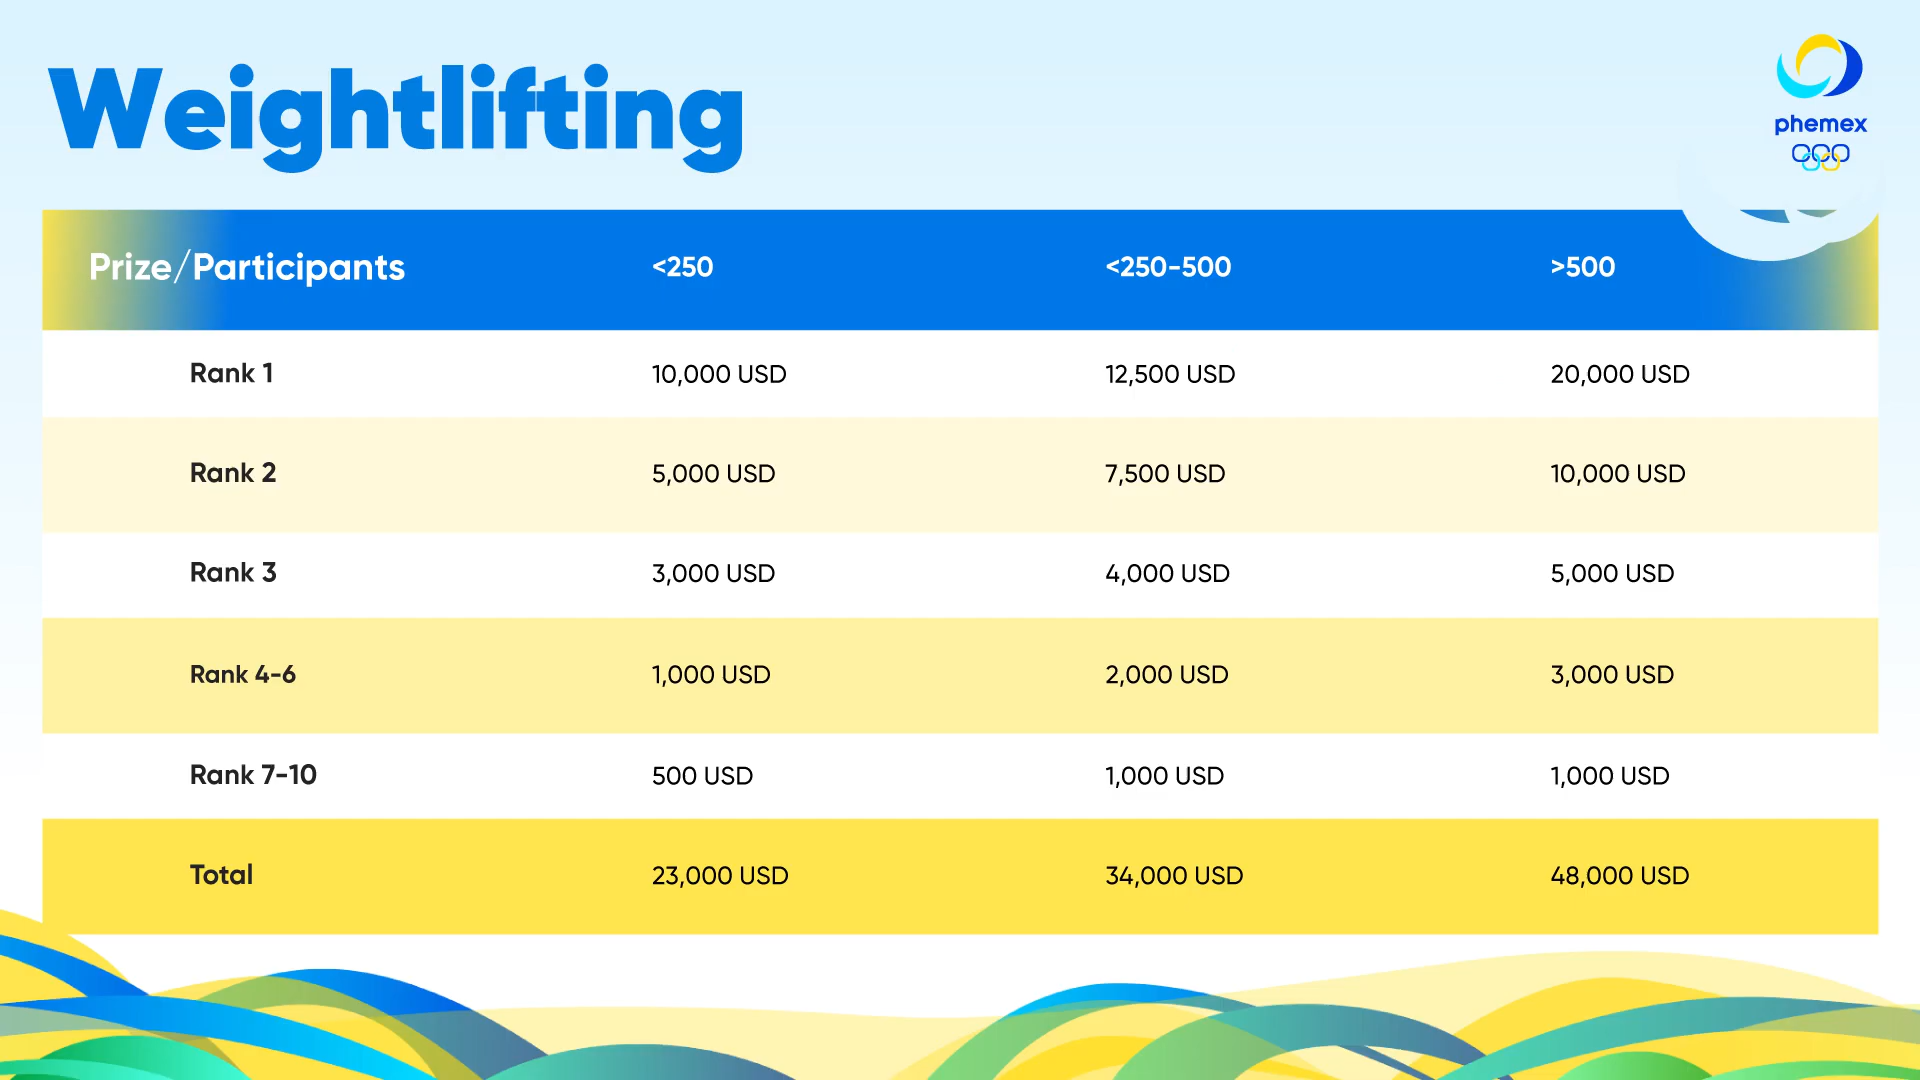 Weightlifting
phemex
Prize/Participants <250 <250-500 >500
Rank 1 10,000 USD 12,500 USD 20,000 USD
Rank 2 5,000 USD 7,500 USD 10,000 USD
Rank 3 3,000 USD 4,000 USD 5,000 USD
Rank 4-6 1,000 USD 2,000 USD 3,000 USD
Rank 7-10 500 USD 1,000 USD 1,000 USD
Total 23,000 USD 34,000 USD 48,000 USD